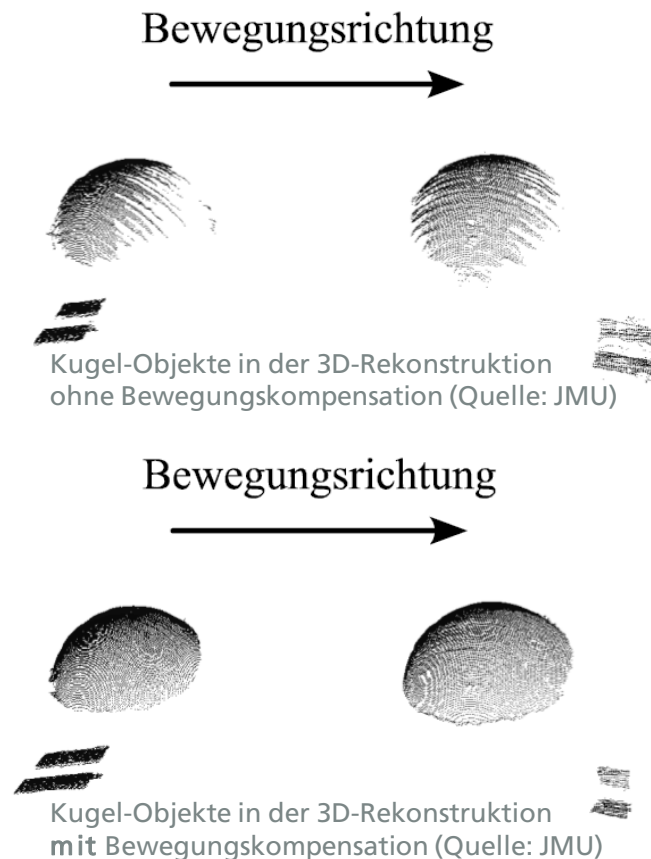 Bewegungsrichtung
Kugel-Objekte in der 3D-Rekonstruktion
ohne Bewegungskompensation (Quelle: JMU)
Bewegungsrichtung
Kugel-Objekte in der 3D-Rekonstruktion
mit Bewegungskompensation (Quelle: JMU)